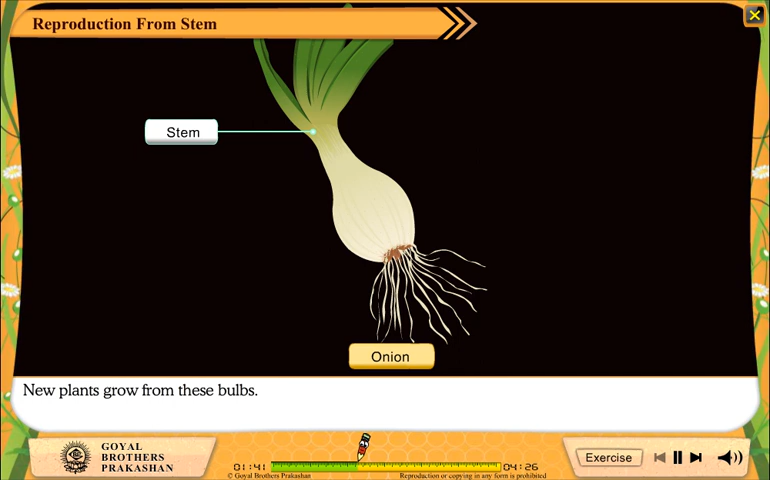 Reproduction From Stem
Stem
Onion
New plants grow from these bulbs.
GOYAL
BROTHERS
PRAKASHAN
01:41
04:26
© Goyal Brothers Prakashan
Reproduction or copying in any form is prohibited
Exercise